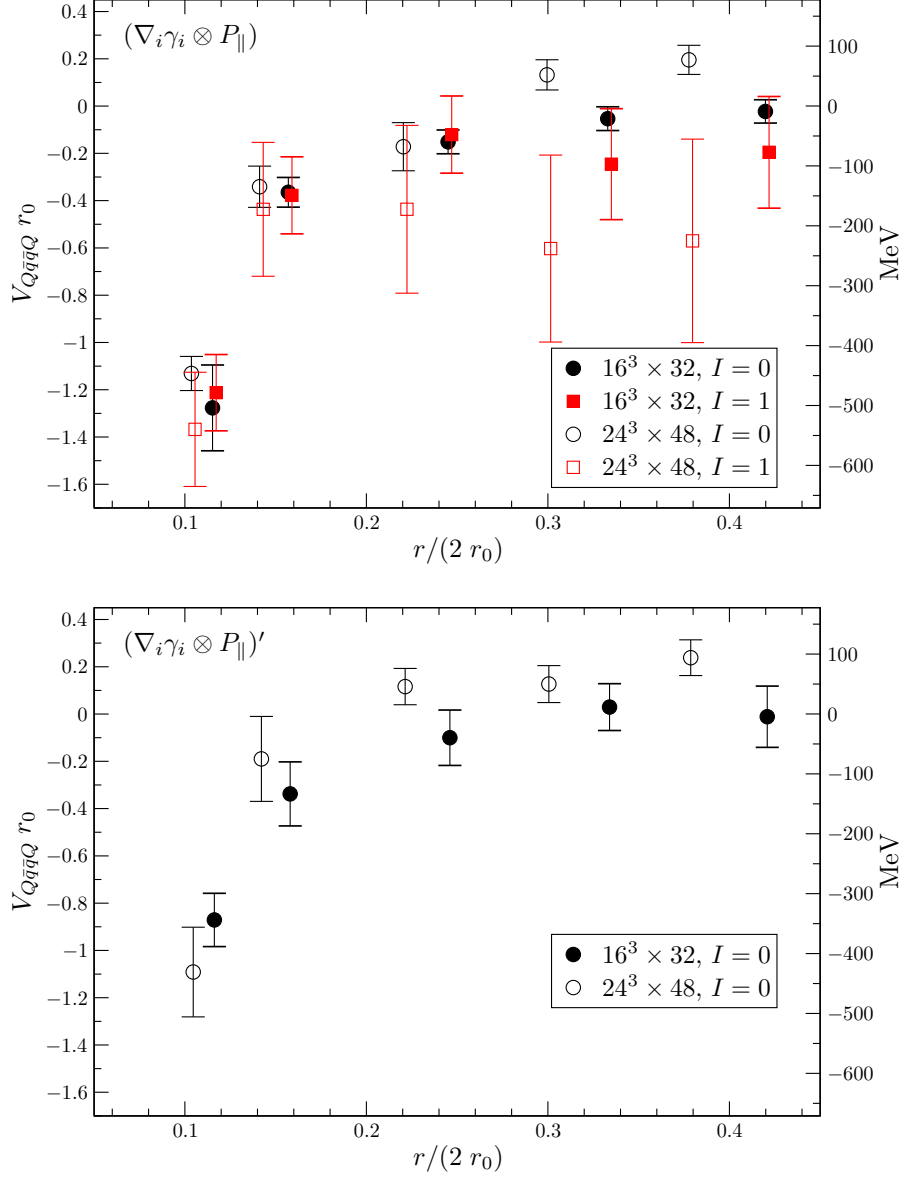 (∇ᵢγᵢ ⊗ P∥)
0.4
0.2
0
−0.2
−0.4
−0.6
−0.8
−1
−1.2
−1.4
−1.6
V_{Qq̄q̄Q} r₀
100
0
−100
−200
−300
−400
−500
−600
MeV
16³ × 32, I = 0
16³ × 32, I = 1
24³ × 48, I = 0
24³ × 48, I = 1
0.1 0.2 0.3 0.4
r/(2 r₀)
(∇ᵢγᵢ ⊗ P∥)′
0.4
0.2
0
−0.2
−0.4
−0.6
−0.8
−1
−1.2
−1.4
−1.6
V_{Qq̄q̄Q} r₀
100
0
−100
−200
−300
−400
−500
−600
MeV
16³ × 32, I = 0
24³ × 48, I = 0
0.1 0.2 0.3 0.4
r/(2 r₀)